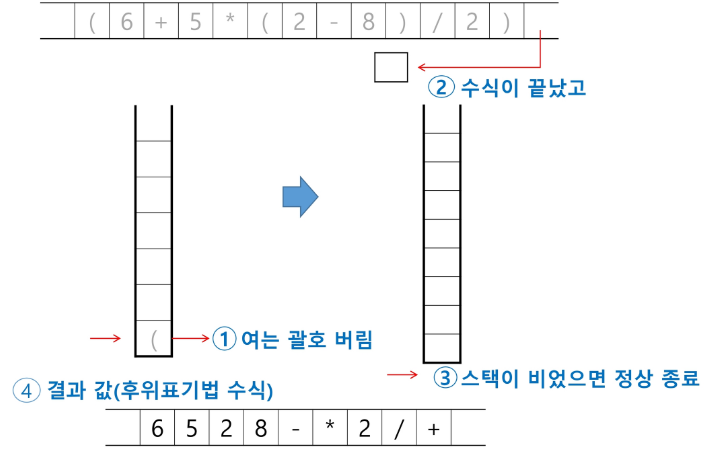 ( 6 + 5 * ( 2 - 8 ) / 2 )
② 수식이 끝났고
( ① 여는 괄호 버림
③ 스택이 비었으면 정상 종료
④ 결과 값(후위표기법 수식)
6 5 2 8 - * 2 / +